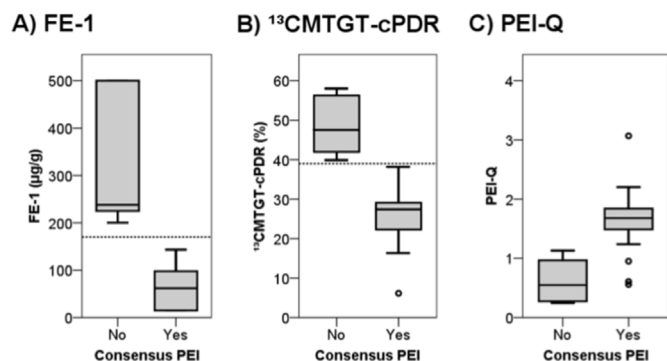 A) FE-1
FE-1 (µg/g)
500
400
300
200
100
0
No Yes
Consensus PEI
B) ¹³CMTGT-cPDR
¹³CMTGT-cPDR (%)
60
50
40
30
20
10
0
No Yes
Consensus PEI
C) PEI-Q
PEI-Q
4
3
2
1
0
No Yes
Consensus PEI